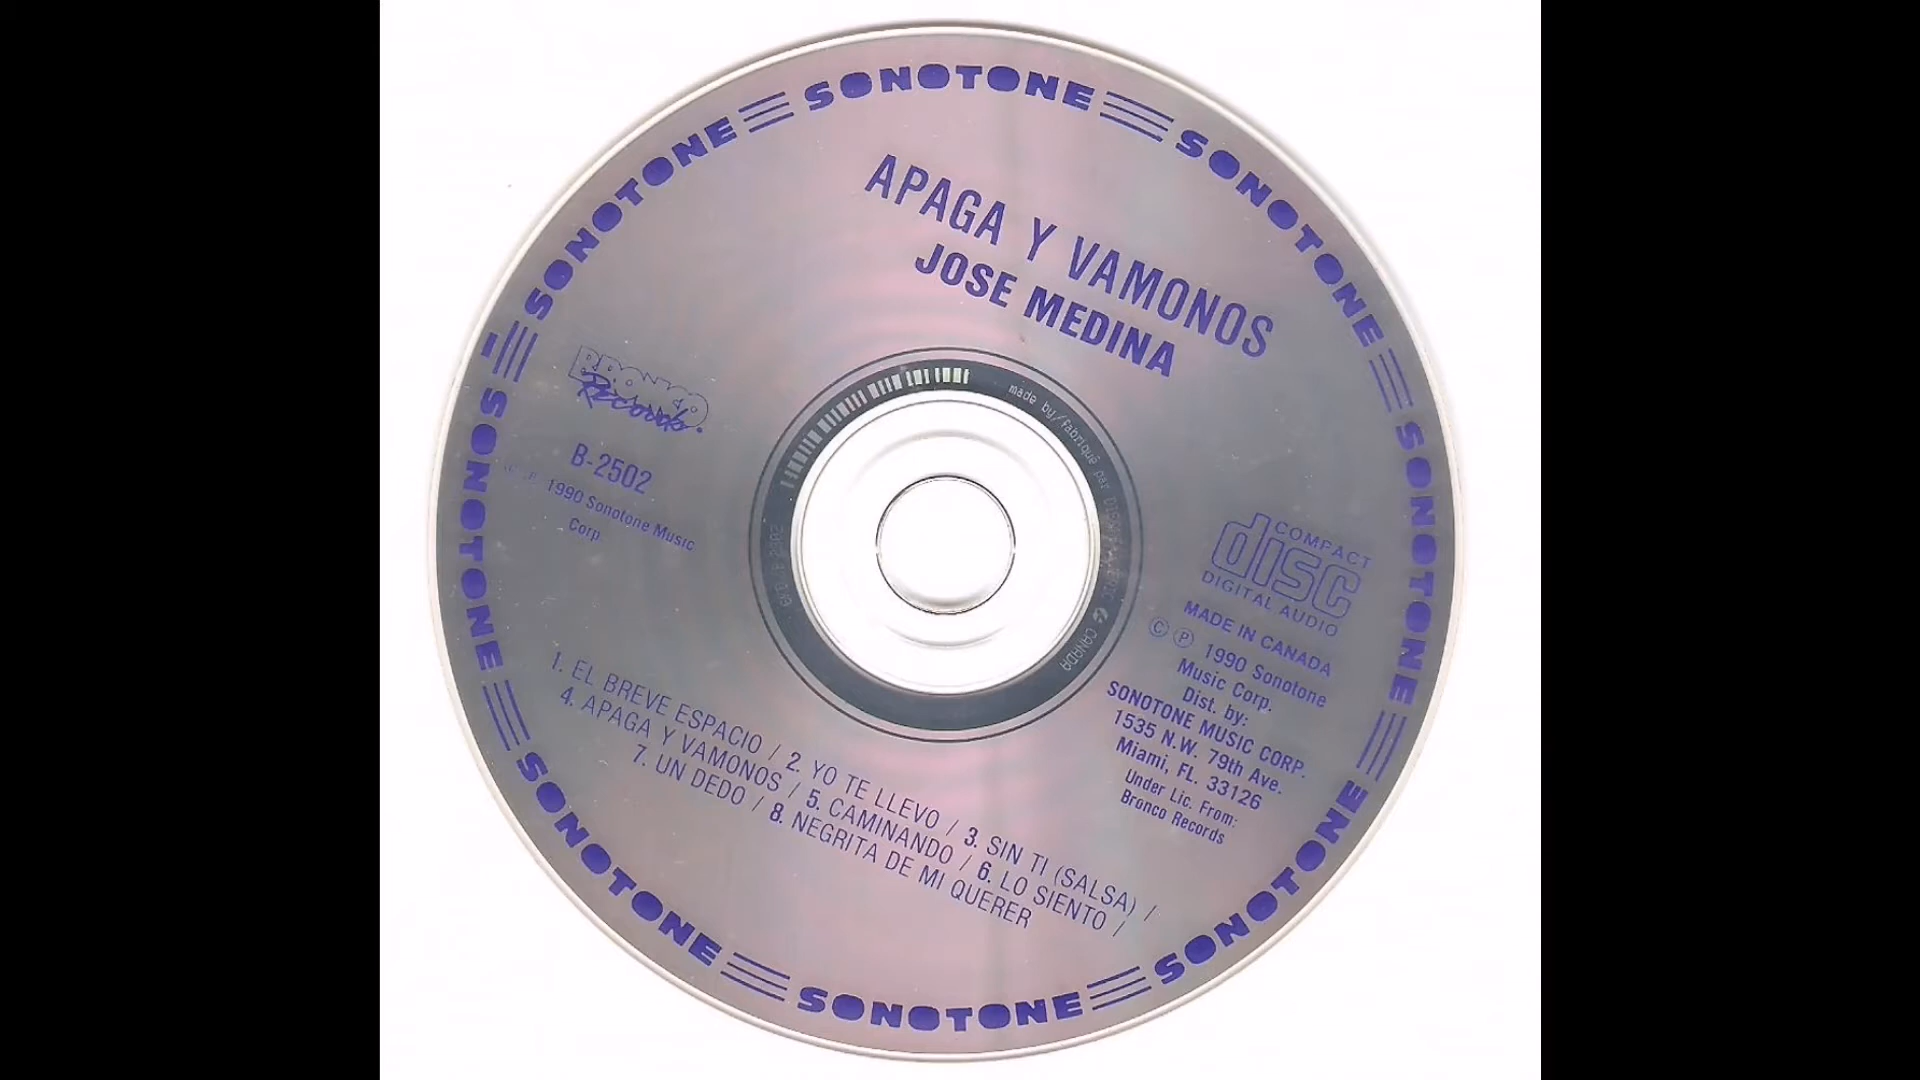 SONOTONE
SONOTONE
SONOTONE
SONOTONE
SONOTONE
SONOTONE
SONOTONE
SONOTONE
APAGA Y VAMONOS
JOSE MEDINA
BRONCO
Records.
B-2502
1990 Sonotone Music
Corp.
made by/fabriqué par
CANADA
COMPACT
disc
DIGITAL AUDIO
MADE IN CANADA
© ℗ 1990 Sonotone
Music Corp.
Dist. by:
SONOTONE MUSIC CORP.
1535 N.W. 79th Ave.
Miami, FL. 33126
Under Lic. From:
Bronco Records
1. EL BREVE ESPACIO / 2. YO TE LLEVO / 3. SIN TI (SALSA) /
4. APAGA Y VAMONOS / 5. CAMINANDO / 6. LO SIENTO /
7. UN DEDO / 8. NEGRITA DE MI QUERER